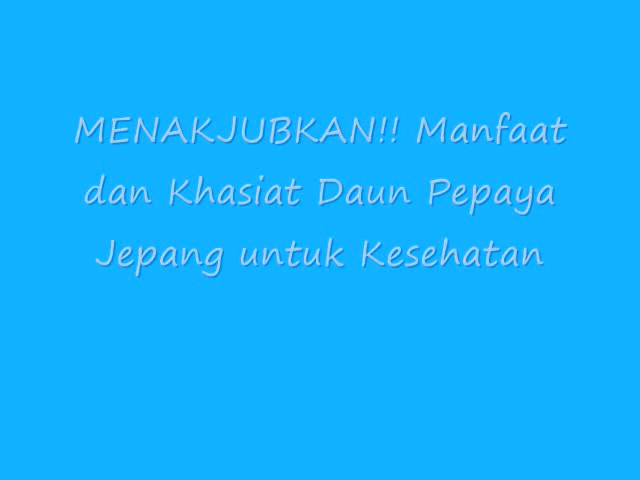 MENAKJUBKAN!! Manfaat
dan Khasiat Daun Pepaya
Jepang untuk Kesehatan